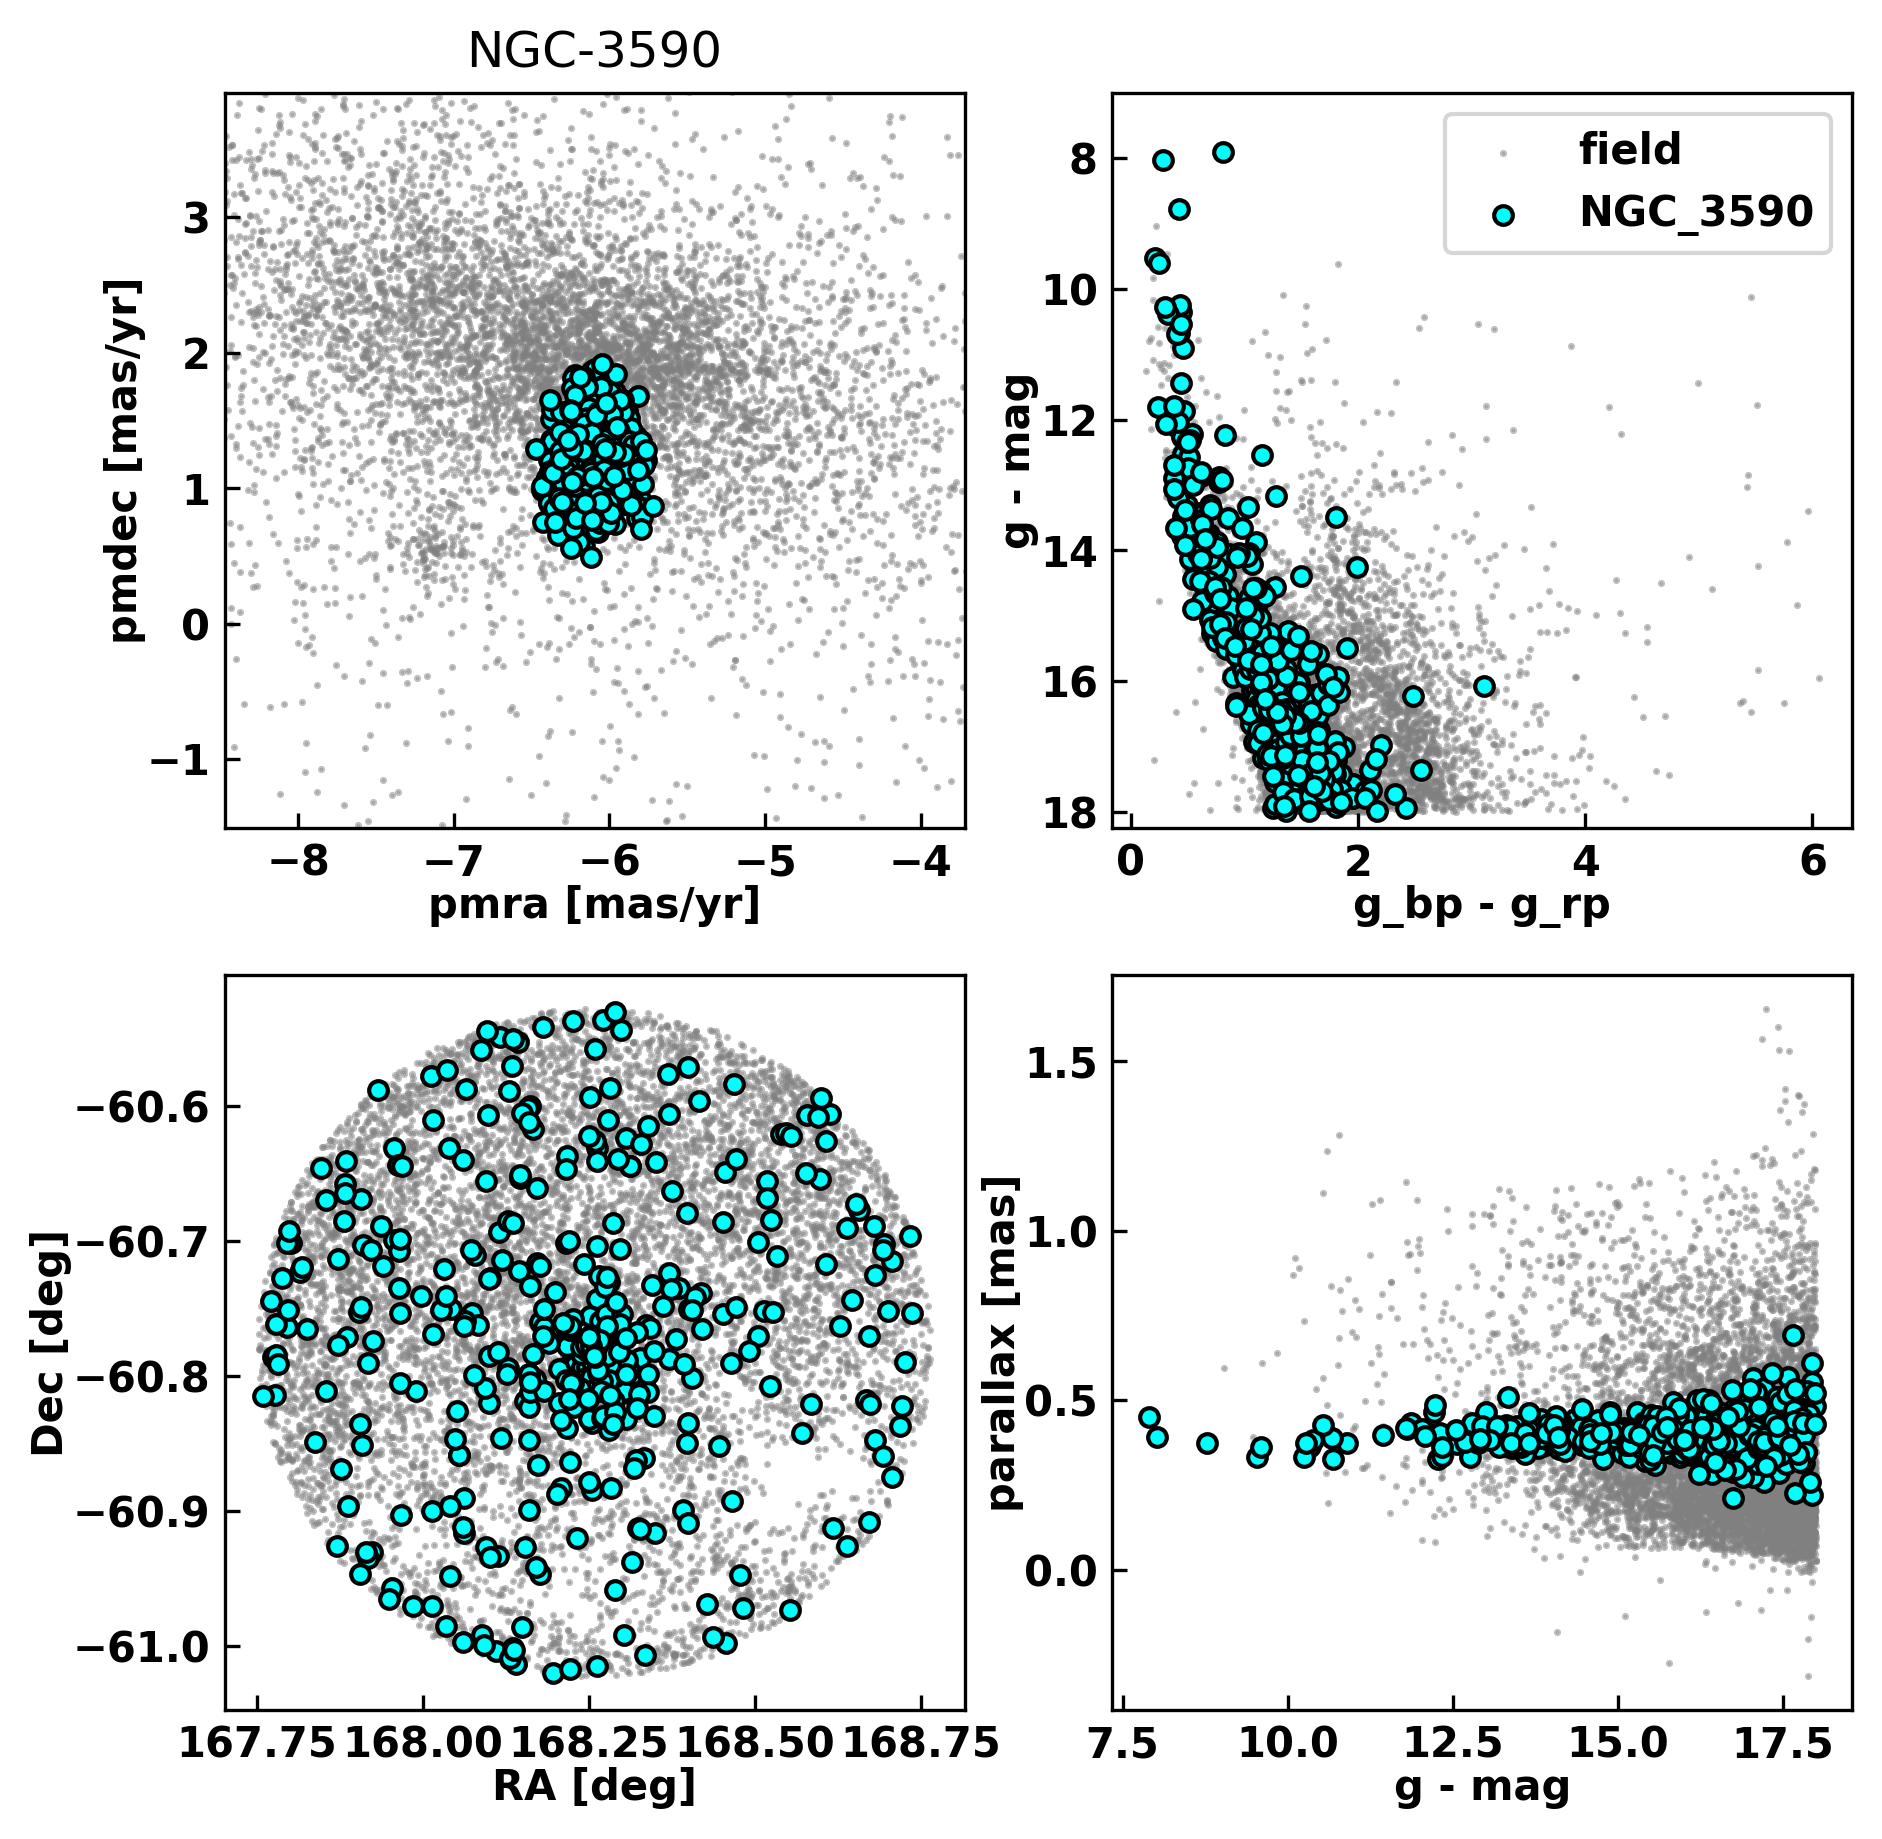 NGC-3590
3
2
1
0
−1
pmdec [mas/yr]
−8 −7 −6 −5 −4
pmra [mas/yr]
field
NGC_3590
8
10
12
14
16
18
g - mag
0 2 4 6
g_bp - g_rp
−60.6
−60.7
−60.8
−60.9
−61.0
Dec [deg]
167.75 168.00 168.25 168.50 168.75
RA [deg]
1.5
1.0
0.5
0.0
parallax [mas]
7.5 10.0 12.5 15.0 17.5
g - mag